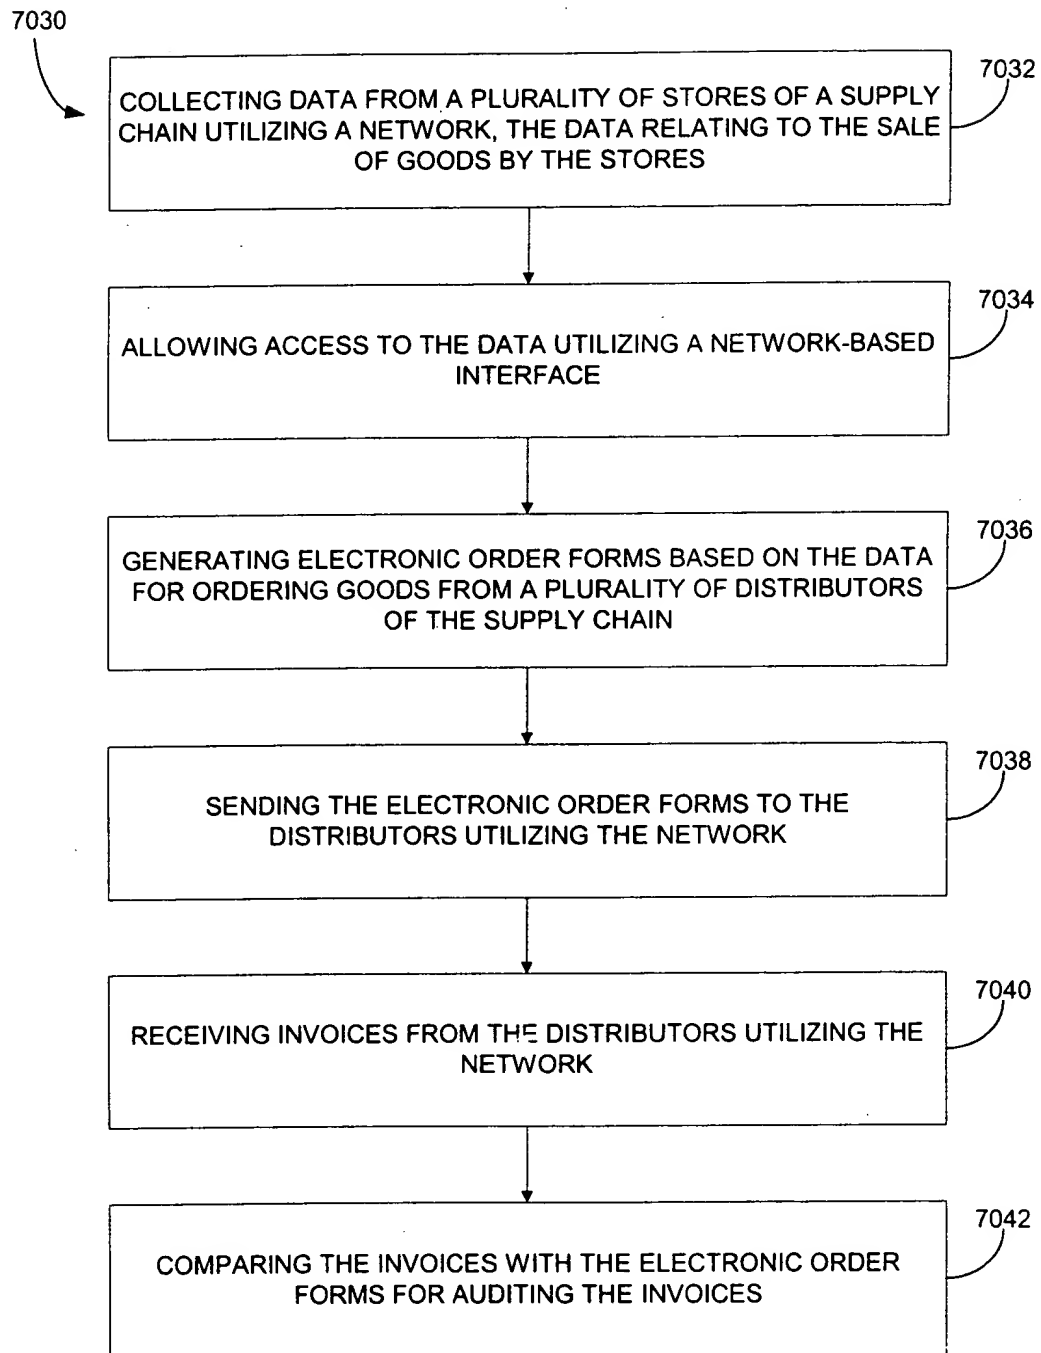 7030
7032
COLLECTING DATA FROM A PLURALITY OF STORES OF A SUPPLY
CHAIN UTILIZING A NETWORK, THE DATA RELATING TO THE SALE
OF GOODS BY THE STORES
7034
ALLOWING ACCESS TO THE DATA UTILIZING A NETWORK-BASED
INTERFACE
7036
GENERATING ELECTRONIC ORDER FORMS BASED ON THE DATA
FOR ORDERING GOODS FROM A PLURALITY OF DISTRIBUTORS
OF THE SUPPLY CHAIN
7038
SENDING THE ELECTRONIC ORDER FORMS TO THE
DISTRIBUTORS UTILIZING THE NETWORK
7040
RECEIVING INVOICES FROM THE DISTRIBUTORS UTILIZING THE
NETWORK
7042
COMPARING THE INVOICES WITH THE ELECTRONIC ORDER
FORMS FOR AUDITING THE INVOICES